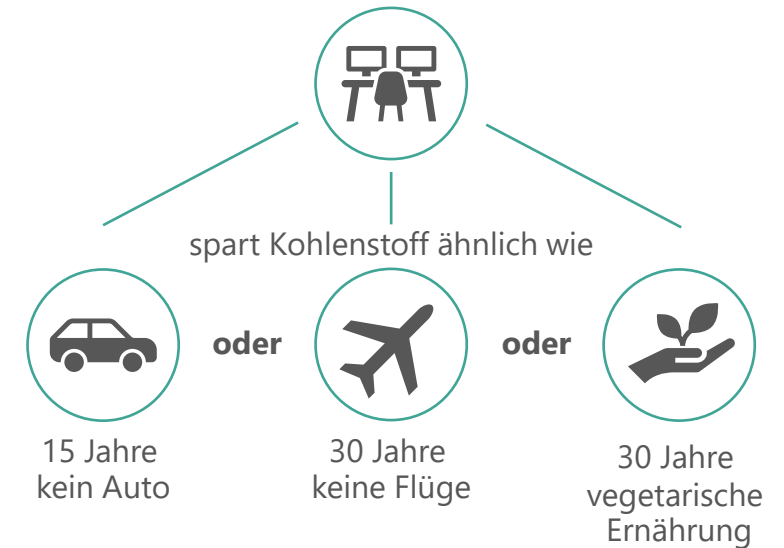 spart Kohlenstoff ähnlich wie
oder
oder
15 Jahre
kein Auto
30 Jahre
keine Flüge
30 Jahre
vegetarische
Ernährung